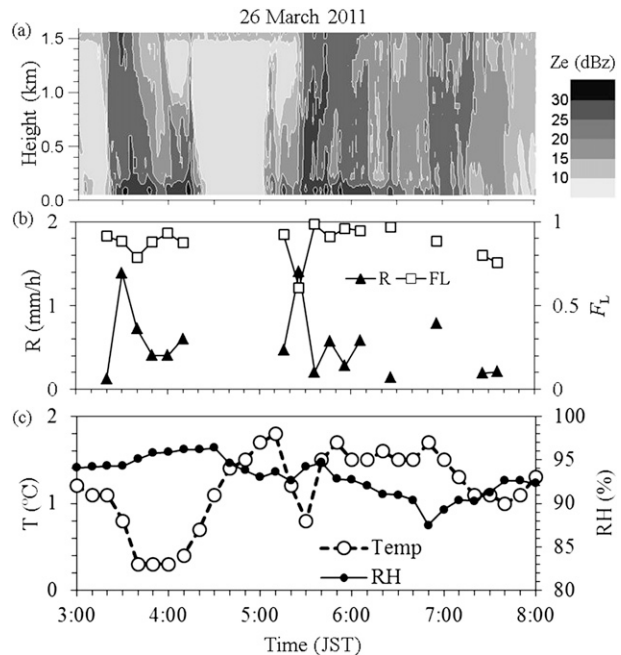 26 March 2011
(a)
Ze (dBz)
1.5
1.0
0.5
0.0
Height (km)
30
25
20
15
10
(b)
2
1
0
R (mm/h)
R FL
1
0.5
0
FL
(c)
2
1
0
T (°C)
Temp
RH
100
95
90
85
80
RH (%)
3:00 4:00 5:00 6:00 7:00 8:00
Time (JST)